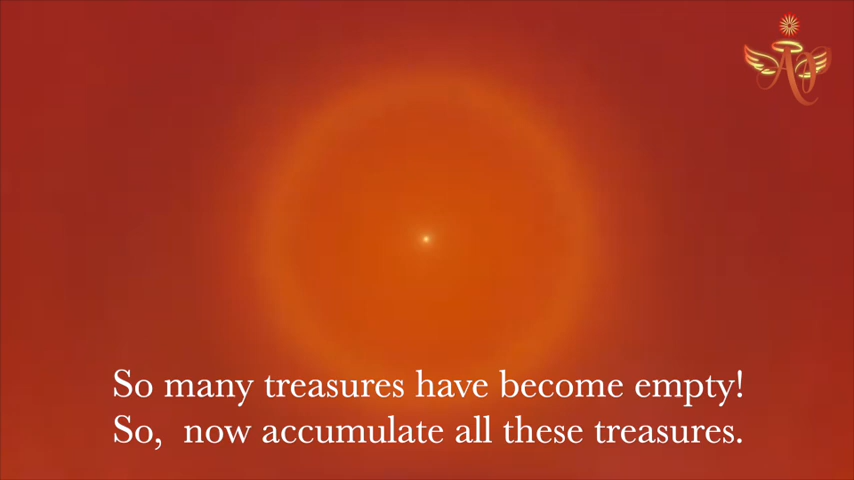 So many treasures have become empty!
So,  now accumulate all these treasures.